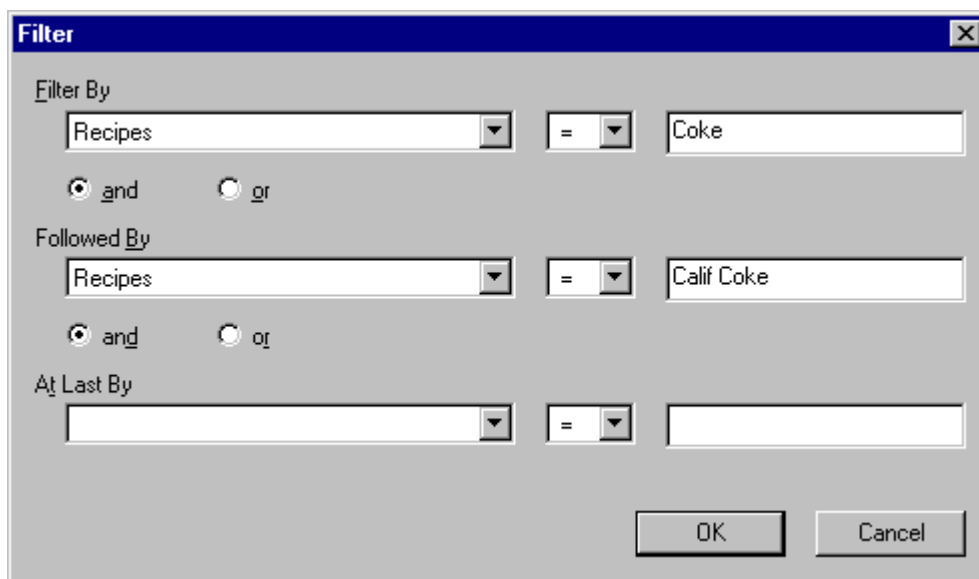 Filter
Filter By
Recipes = Coke
and or
Followed By
Recipes = Calif Coke
and or
At Last By
=
OK Cancel